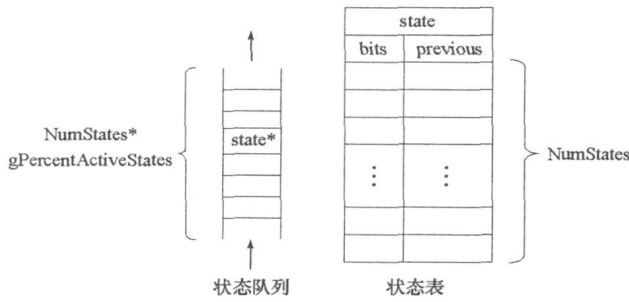 state
bits previous
NumStates*
gPercentActiveStates
state*
NumStates
状态队列
状态表